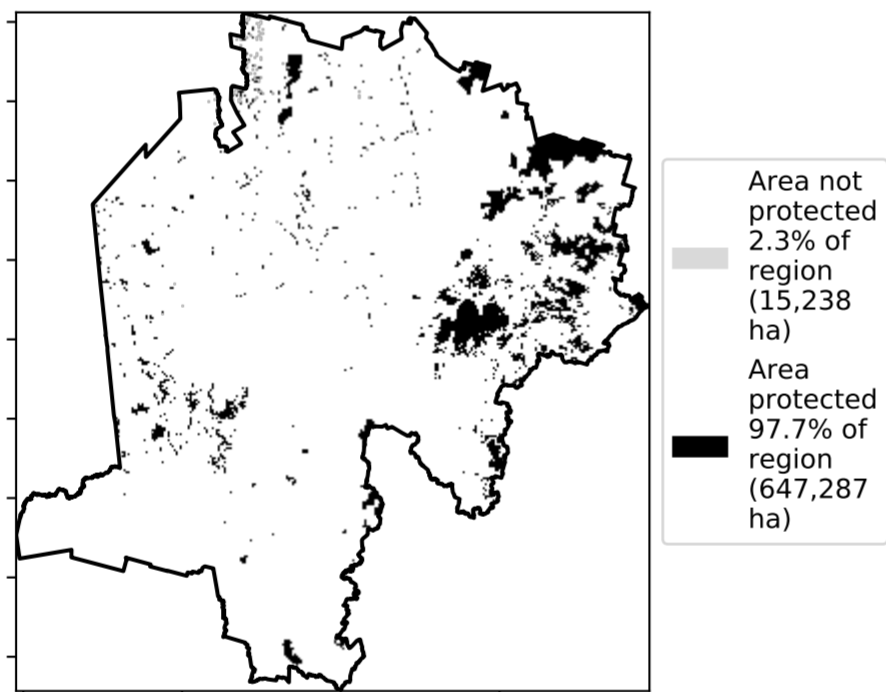 Area not
protected
2.3% of
region
(15,238
ha)
Area
protected
97.7% of
region
(647,287
ha)